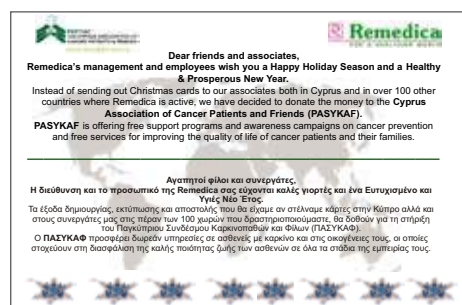 Remedica
Dear friends and associates,
Remedica's management and employees wish you a Happy Holiday Season and a Healthy
& Prosperous New Year.
Instead of sending out Christmas cards to our associates both in Cyprus and in over 100 other
countries where Remedica is active, we have decided to donate the money to the Cyprus
Association of Cancer Patients and Friends (PASYKAF).
PASYKAF is offering free support programs and awareness campaigns on cancer prevention
and free services for improving the quality of life of cancer patients and their families.
Αγαπητοί φίλοι και συνεργάτες.
Η διεύθυνση και το προσωπικό της Remedica σας εύχονται καλές γιορτές και ένα Ευτυχισμένο και
Υγιές Νέο Έτος.
Τα έξοδα δημιουργίας, εκτύπωσης και αποστολής που θα είχαμε αν στέλναμε κάρτες στην Κύπρο αλλά και
στους συνεργάτες μας στις πέραν των 100 χωρών που δραστηριοποιούμαστε, θα δοθούν για τη στήριξη
του Παγκύπριου Συνδέσμου Καρκινοπαθών και Φίλων (ΠΑΣΥΚΑΦ).
Ο ΠΑΣΥΚΑΦ προσφέρει δωρεάν υπηρεσίες σε ασθενείς με καρκίνο και στις οικογένειες τους, οι οποίες
στοχεύουν στη διασφάλιση της καλής ποιότητας ζωής των ασθενών σε όλα τα στάδια της εμπειρίας τους.